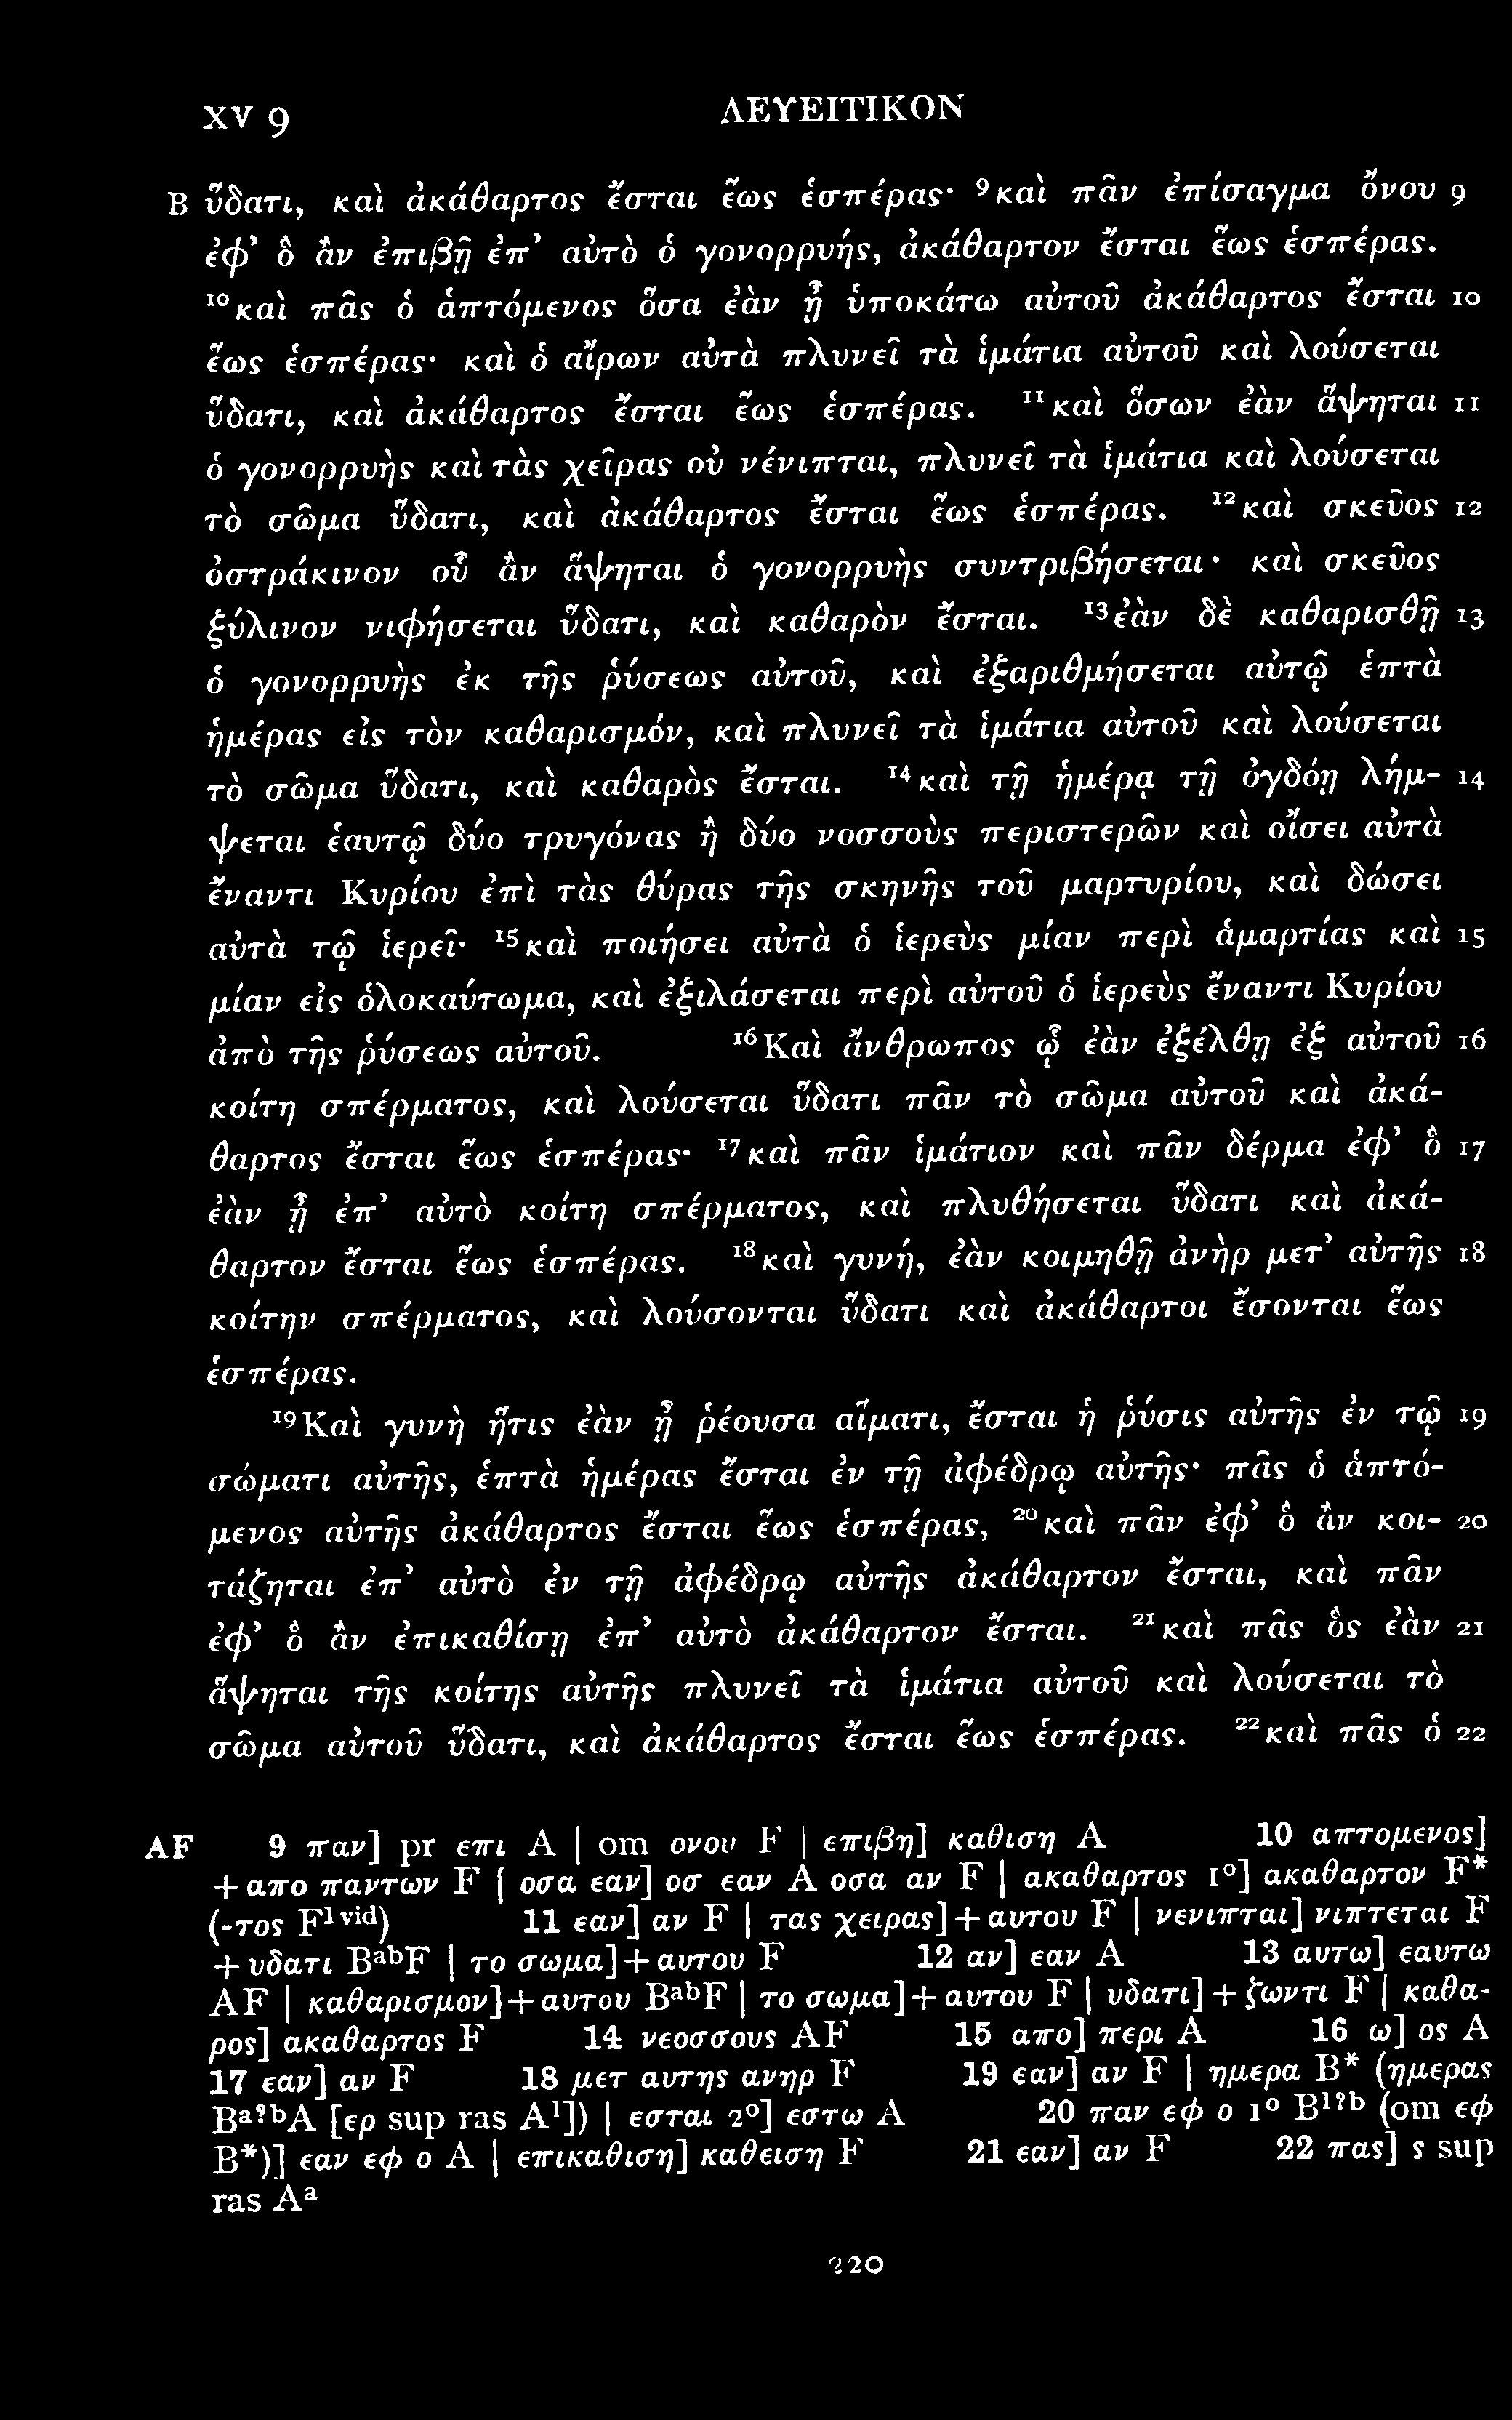 XV 9 ΛΕΥΕΙΤΙΚΟΝ
B ὕδατι, καὶ ἀκάθαρτος ἔσται ἕως ἑσπέρας· ⁹καὶ πᾶν ἐπίσαγμα ὄνου 9
ἐφ’ ὃ ἂν ἐπιβῇ ἐπ’ αὐτὸ ὁ γονορρυής, ἀκάθαρτον ἔσται ἕως ἑσπέρας.
¹⁰καὶ πᾶς ὁ ἁπτόμενος ὅσα ἐὰν ᾖ ὑποκάτω αὐτοῦ ἀκάθαρτος ἔσται 10
ἕως ἑσπέρας· καὶ ὁ αἴρων αὐτὰ πλυνεῖ τὰ ἱμάτια αὐτοῦ καὶ λούσεται
ὕδατι, καὶ ἀκάθαρτος ἔσται ἕως ἑσπέρας. ¹¹καὶ ὅσων ἐὰν ἅψηται 11
ὁ γονορρυὴς καὶ τὰς χεῖρας οὐ νένιπται, πλυνεῖ τὰ ἱμάτια καὶ λούσεται
τὸ σῶμα ὕδατι, καὶ ἀκάθαρτος ἔσται ἕως ἑσπέρας. ¹²καὶ σκεῦος 12
ὀστράκινον οὗ ἂν ἅψηται ὁ γονορρυὴς συντριβήσεται· καὶ σκεῦος
ξύλινον νιφήσεται ὕδατι, καὶ καθαρὸν ἔσται. ¹³ἐὰν δὲ καθαρισθῇ 13
ὁ γονορρυὴς ἐκ τῆς ῥύσεως αὐτοῦ, καὶ ἐξαριθμήσεται αὐτῷ ἑπτὰ
ἡμέρας εἰς τὸν καθαρισμόν, καὶ πλυνεῖ τὰ ἱμάτια αὐτοῦ καὶ λούσεται
τὸ σῶμα ὕδατι, καὶ καθαρὸς ἔσται. ¹⁴καὶ τῇ ἡμέρᾳ τῇ ὀγδόῃ λήμ- 14
ψεται ἑαυτῷ δύο τρυγόνας ἢ δύο νοσσοὺς περιστερῶν καὶ οἴσει αὐτὰ
ἔναντι Κυρίου ἐπὶ τὰς θύρας τῆς σκηνῆς τοῦ μαρτυρίου, καὶ δώσει
αὐτὰ τῷ ἱερεῖ· ¹⁵καὶ ποιήσει αὐτὰ ὁ ἱερεὺς μίαν περὶ ἁμαρτίας καὶ 15
μίαν εἰς ὁλοκαύτωμα, καὶ ἐξιλάσεται περὶ αὐτοῦ ὁ ἱερεὺς ἔναντι Κυρίου
ἀπὸ τῆς ῥύσεως αὐτοῦ. ¹⁶Καὶ ἄνθρωπος ᾧ ἐὰν ἐξέλθῃ ἐξ αὐτοῦ 16
κοίτη σπέρματος, καὶ λούσεται ὕδατι πᾶν τὸ σῶμα αὐτοῦ καὶ ἀκά-
θαρτος ἔσται ἕως ἑσπέρας· ¹⁷καὶ πᾶν ἱμάτιον καὶ πᾶν δέρμα ἐφ’ ὃ 17
ἐὰν ᾖ ἐπ’ αὐτὸ κοίτη σπέρματος, καὶ πλυθήσεται ὕδατι καὶ ἀκά-
θαρτον ἔσται ἕως ἑσπέρας. ¹⁸καὶ γυνή, ἐὰν κοιμηθῇ ἀνὴρ μετ’ αὐτῆς 18
κοίτην σπέρματος, καὶ λούσονται ὕδατι καὶ ἀκάθαρτοι ἔσονται ἕως
ἑσπέρας.
¹⁹Καὶ γυνὴ ἥτις ἐὰν ᾖ ῥέουσα αἵματι, ἔσται ἡ ῥύσις αὐτῆς ἐν τῷ 19
σώματι αὐτῆς, ἑπτὰ ἡμέρας ἔσται ἐν τῇ ἀφέδρῳ αὐτῆς· πᾶς ὁ ἁπτό-
μενος αὐτῆς ἀκάθαρτος ἔσται ἕως ἑσπέρας, ²⁰καὶ πᾶν ἐφ’ ὃ ἂν κοι- 20
τάζηται ἐπ’ αὐτὸ ἐν τῇ ἀφέδρῳ αὐτῆς ἀκάθαρτον ἔσται, καὶ πᾶν
ἐφ’ ὃ ἂν ἐπικαθίσῃ ἐπ’ αὐτὸ ἀκάθαρτον ἔσται. ²¹καὶ πᾶς ὃς ἐὰν 21
ἅψηται τῆς κοίτης αὐτῆς πλυνεῖ τὰ ἱμάτια αὐτοῦ καὶ λούσεται τὸ
σῶμα αὐτοῦ ὕδατι, καὶ ἀκάθαρτος ἔσται ἕως ἑσπέρας. ²²καὶ πᾶς ὁ 22
AF 9 παν] pr επι A | om ονου F | επιβη] καθιση A 10 απτομενος]
+απο παντων F | οσα εαν] οσ εαν A οσα αν F | ακαθαρτος 1°] ακαθαρτον F*
(-τος F¹ᵛⁱᵈ) 11 εαν] αν F | τας χειρας]+αυτου F | νενιπται] νιπτεται F
+υδατι BᵃᵇF | το σωμα]+αυτου F 12 αν] εαν A 13 αυτω] εαυτω
AF | καθαρισμον]+αυτου BᵃᵇF | το σωμα]+αυτου F | υδατι]+ζωντι F | καθα-
ρος] ακαθαρτος F 14 νεοσσους AF 15 απο] περι A 16 ω] ος A
17 εαν] αν F 18 μετ αυτης ανηρ F 19 εαν] αν F | ημερα B* (ημερας
Bᵃ?ᵇA [ερ sup ras A¹]) | εσται 2°] εστω A 20 παν εφ ο 1° B¹?ᵇ (om εφ
B*)] εαν εφ ο A | επικαθιση] καθειση F 21 εαν] αν F 22 πας] ς sup
ras Aᵃ
220